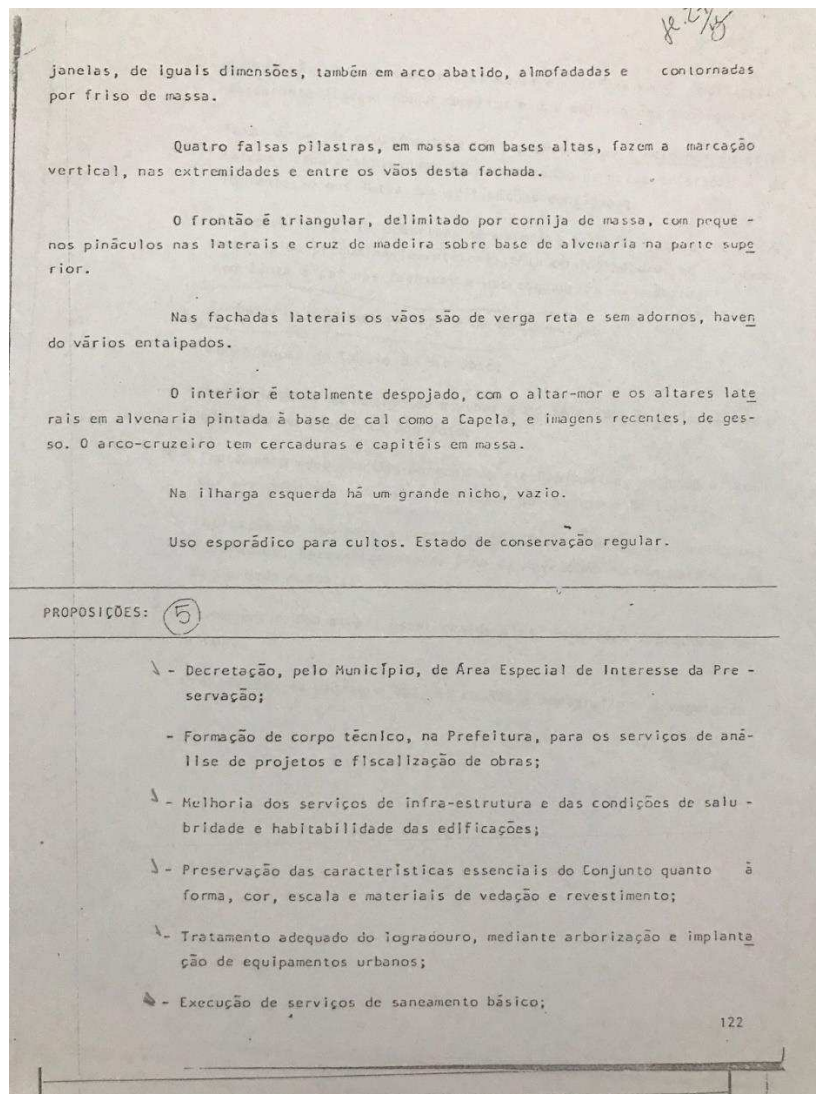 janelas, de iguais dimensões, também em arco abatido, almofadadas e contornadas
por friso de massa.
Quatro falsas pilastras, em massa com bases altas, fazem a marcação
vertical, nas extremidades e entre os vãos desta fachada.
O frontão é triangular, delimitado por cornija de massa, com peque -
nos pináculos nas laterais e cruz de madeira sobre base de alvenaria na parte supe
rior.
Nas fachadas laterais os vãos são de verga reta e sem adornos, haven
do vários entaipados.
O interior é totalmente despojado, com o altar-mor e os altares late
rais em alvenaria pintada à base de cal como a Capela, e imagens recentes, de ges-
so. O arco-cruzeiro tem cercaduras e capitéis em massa.
Na ilharga esquerda há um grande nicho, vazio.
Uso esporádico para cultos. Estado de conservação regular.
PROPOSIÇÕES: 5
- Decretação, pelo Município, de Área Especial de Interesse da Pre -
servação;
- Formação de corpo técnico, na Prefeitura, para os serviços de aná-
lise de projetos e fiscalização de obras;
- Melhoria dos serviços de infra-estrutura e das condições de salu -
bridade e habitabilidade das edificações;
- Preservação das características essenciais do Conjunto quanto à
forma, cor, escala e materiais de vedação e revestimento;
- Tratamento adequado do logradouro, mediante arborização e implanta
ção de equipamentos urbanos;
- Execução de serviços de saneamento básico;
122